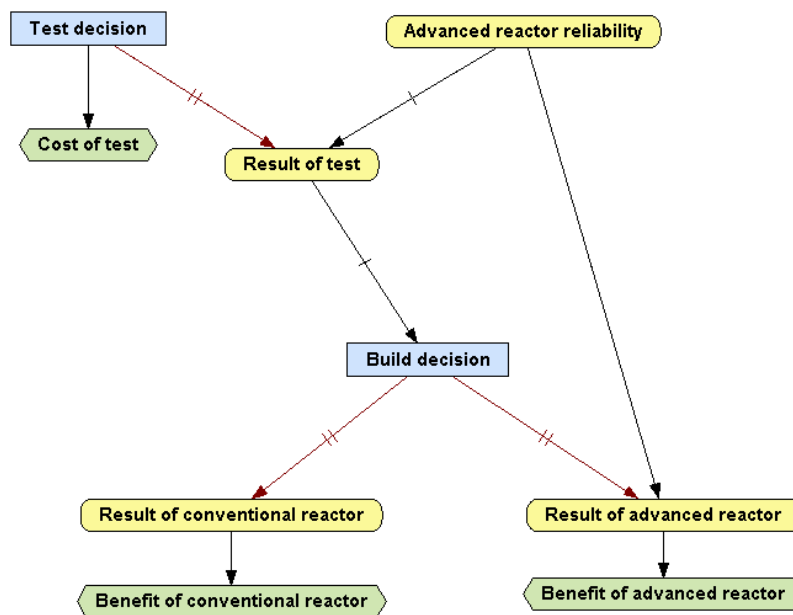 Test decision
Advanced reactor reliability
Cost of test
Result of test
Build decision
Result of conventional reactor
Result of advanced reactor
Benefit of conventional reactor
Benefit of advanced reactor